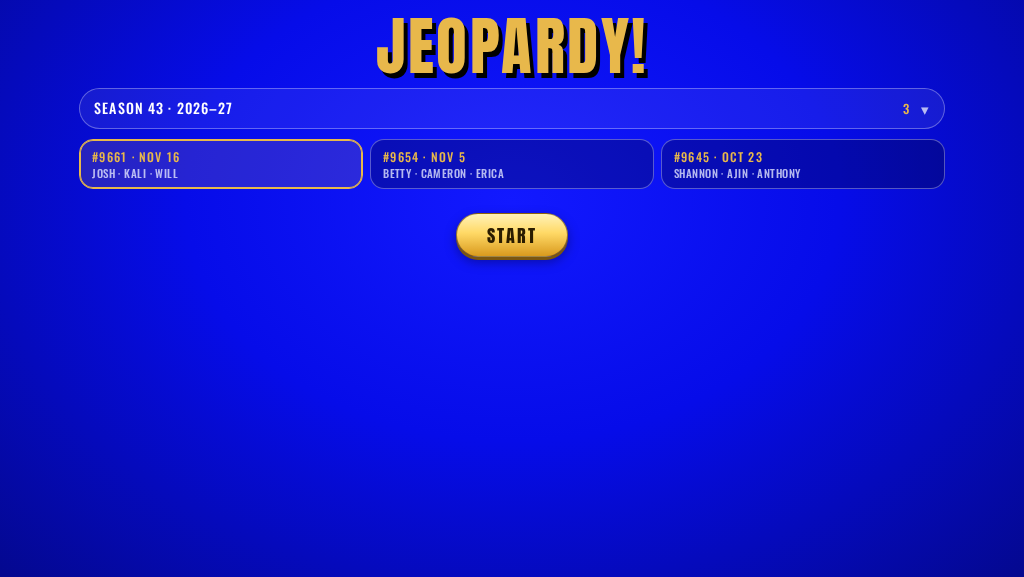 JEOPARDY!
SEASON 43 · 2026–27 3 ▼
#9661 · NOV 16
JOSH · KALI · WILL
#9654 · NOV 5
BETTY · CAMERON · ERICA
#9645 · OCT 23
SHANNON · AJIN · ANTHONY
START